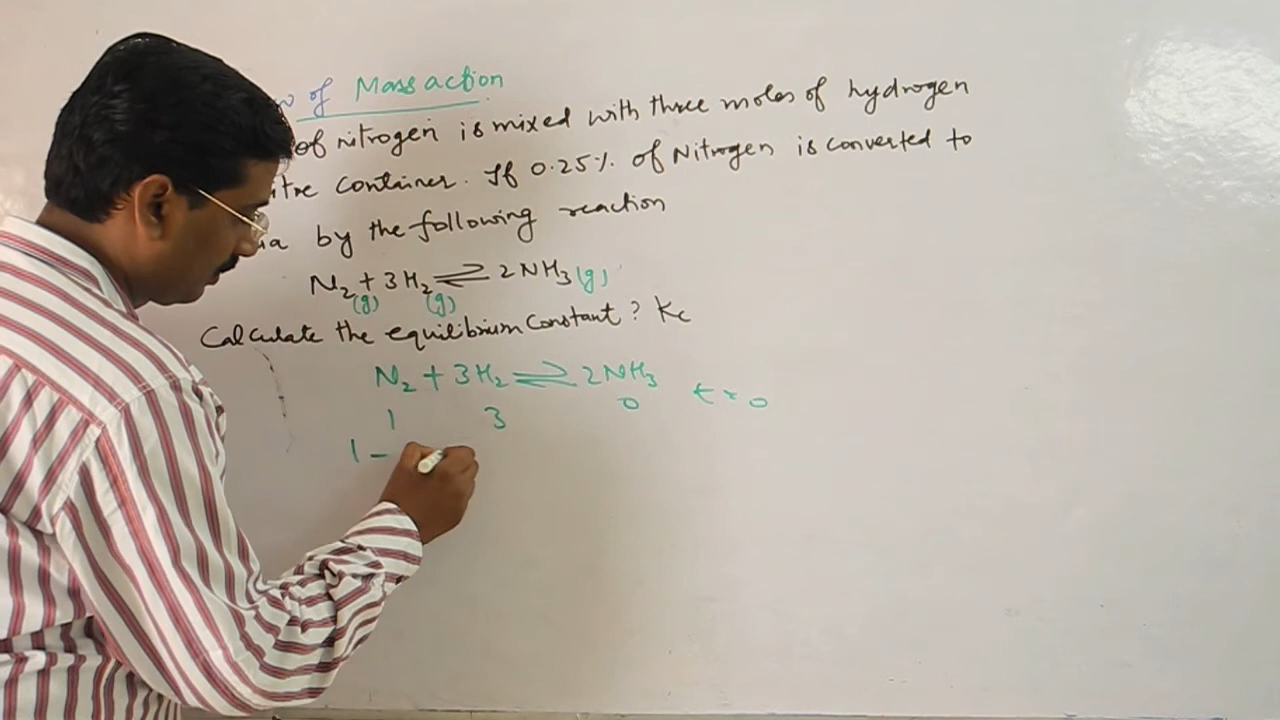 of Mass action
of nitrogen is mixed with three moles of hydrogen
container. If 0.25% of Nitrogen is converted to
by the following reaction
N₂(g) + 3H₂(g) ⇌ 2NH₃(g)
Calculate the equilibrium Constant? Kc
N₂ + 3H₂ ⇌ 2NH₃
1 3 0 t = 0
1 -